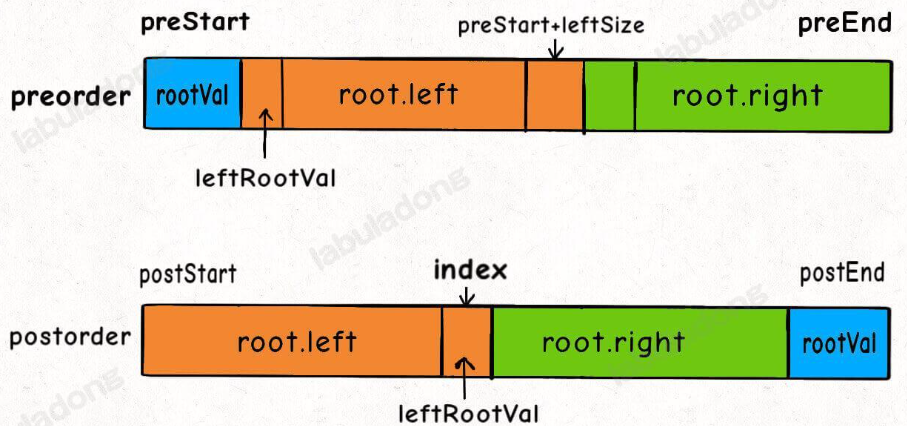 preStart
preStart+leftSize
preEnd
preorder
rootVal
root.left
root.right
leftRootVal
labuladong
labuladong
labuladong
postStart
index
postEnd
postorder
root.left
root.right
rootVal
leftRootVal